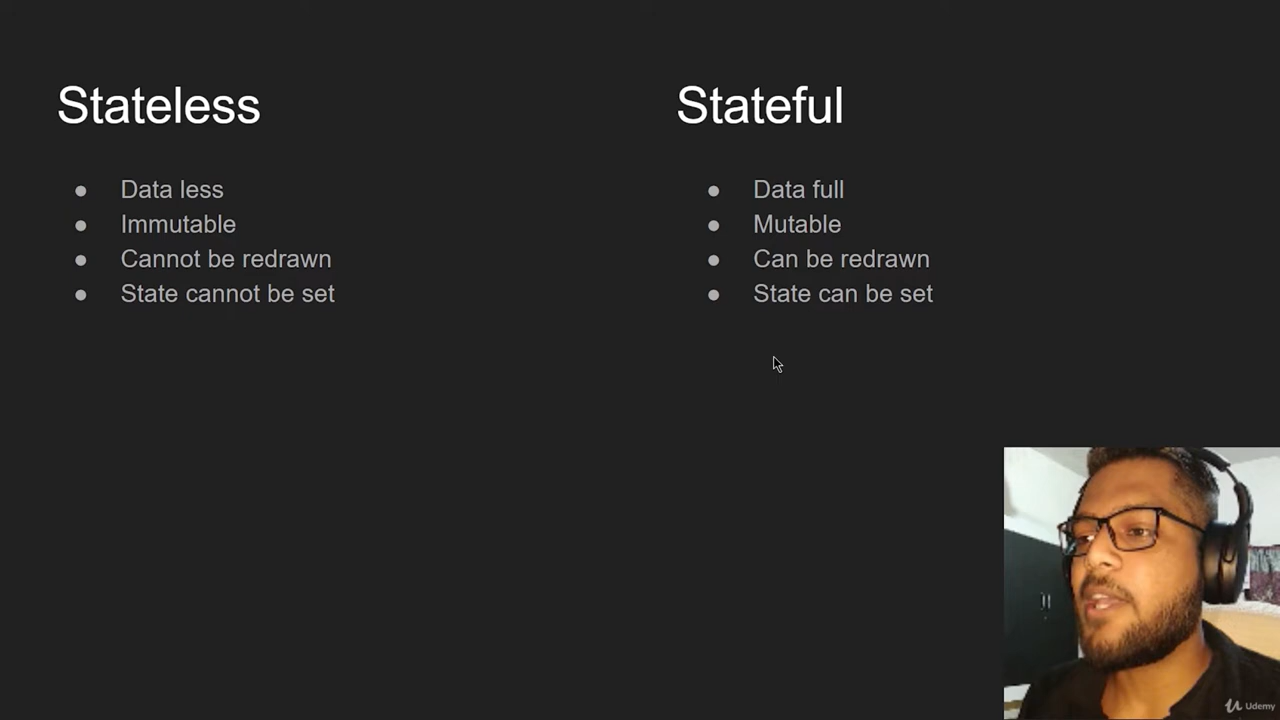 Stateless
● Data less
● Immutable
● Cannot be redrawn
● State cannot be set
Stateful
● Data full
● Mutable
● Can be redrawn
● State can be set
Udemy